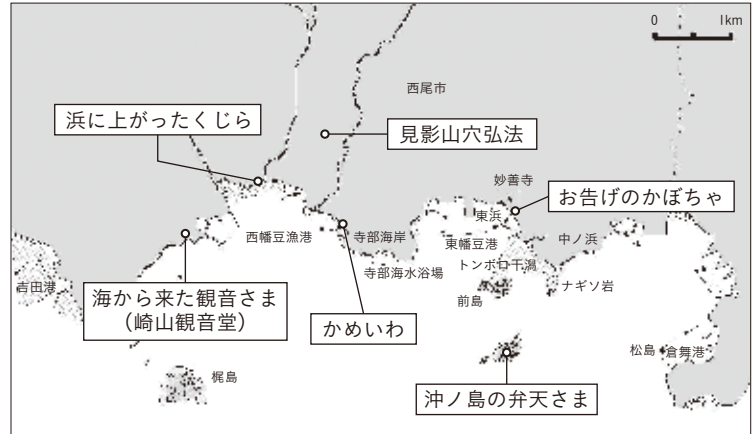 0 1km
西尾市
浜に上がったくじら
見影山穴弘法
妙善寺
お告げのかぼちゃ
東浜
西幡豆漁港
寺部海岸
東幡豆港
中ノ浜
寺部海水浴場
トンボロ干潟
吉田港
海から来た観音さま
（崎山観音堂）
かめいわ
前島
ナギソ岩
松島
倉舞港
梶島
沖ノ島の弁天さま